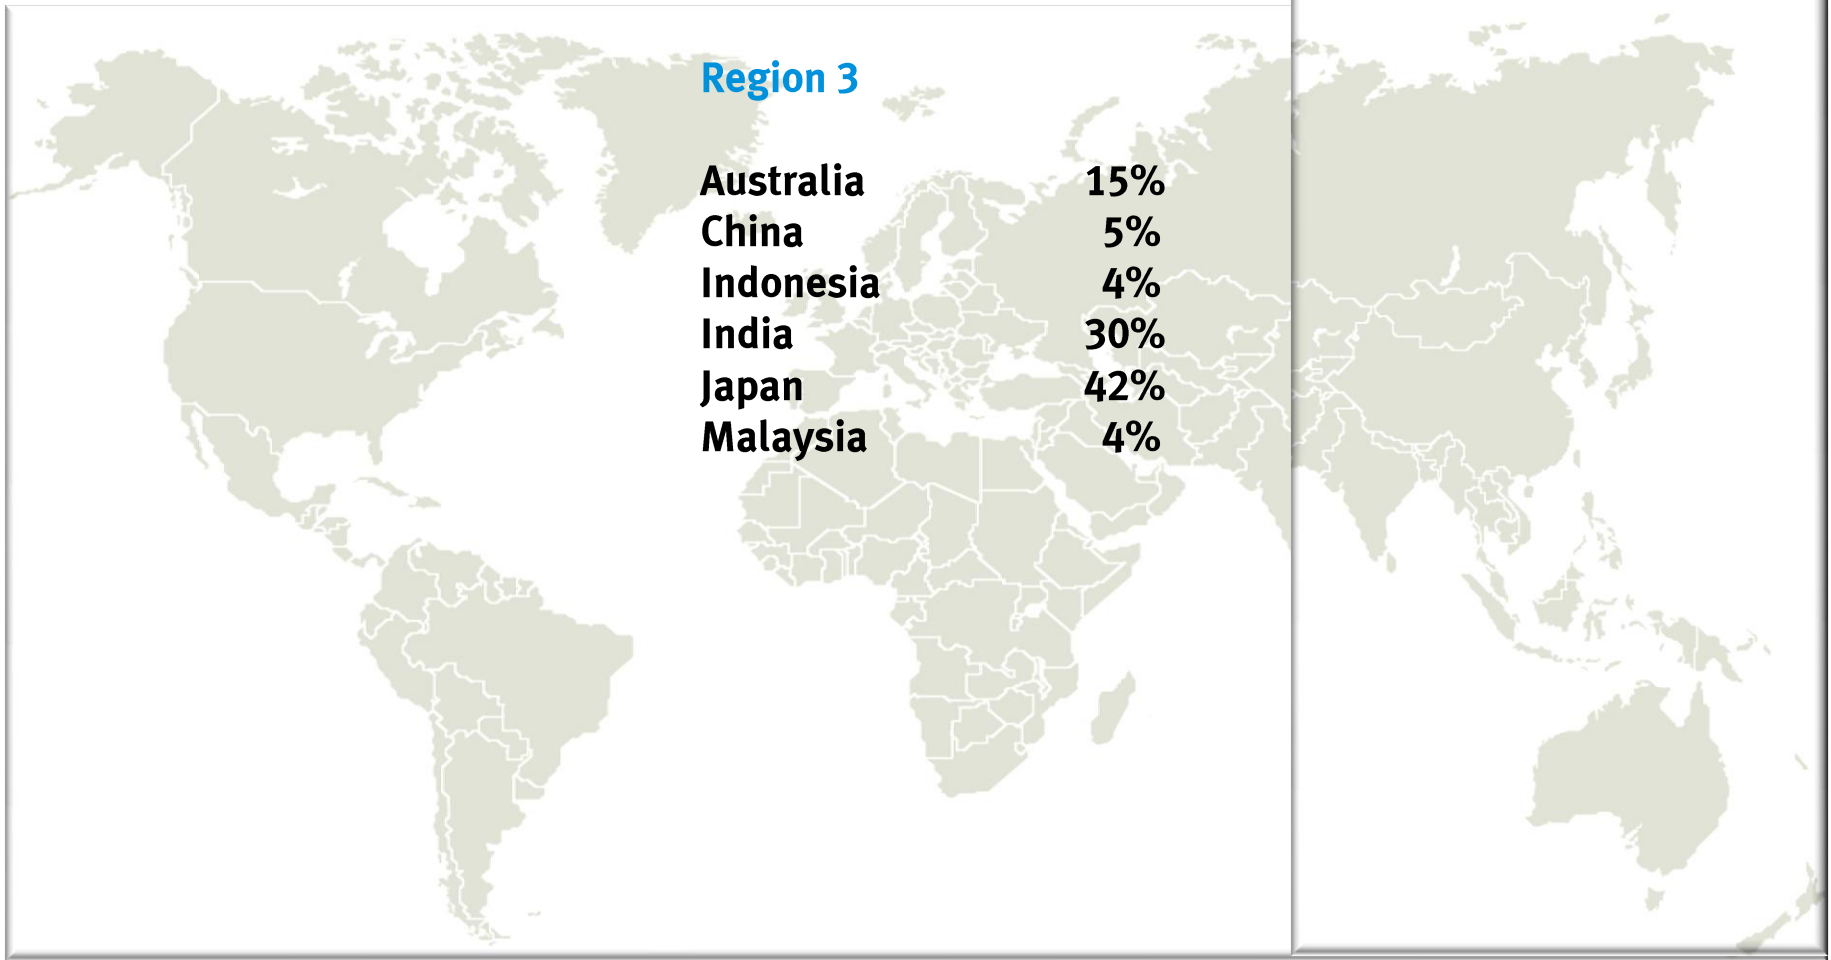 Region 3
Australia 15%
China 5%
Indonesia 4%
India 30%
Japan 42%
Malaysia 4%